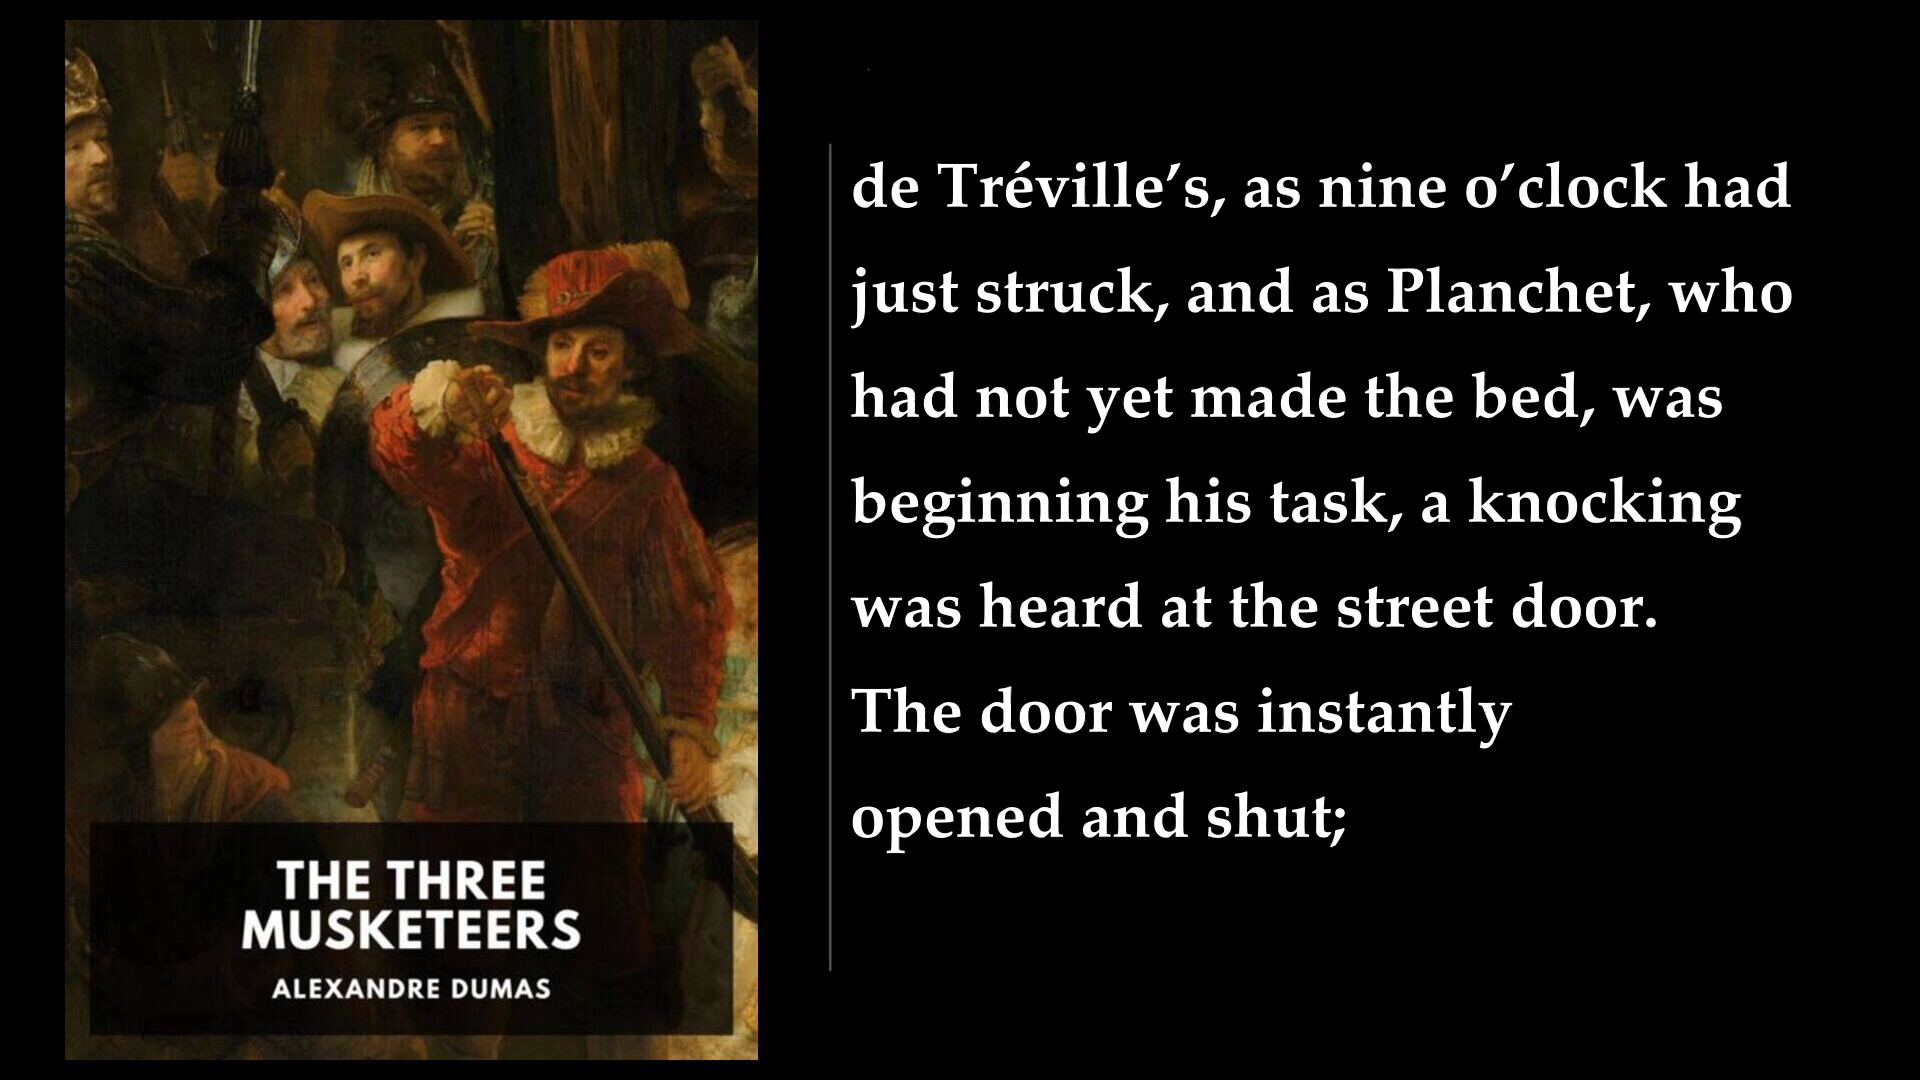 THE THREE
MUSKETEERS
ALEXANDRE DUMAS
de Tréville’s, as nine o’clock had
just struck, and as Planchet, who
had not yet made the bed, was
beginning his task, a knocking
was heard at the street door.
The door was instantly
opened and shut;